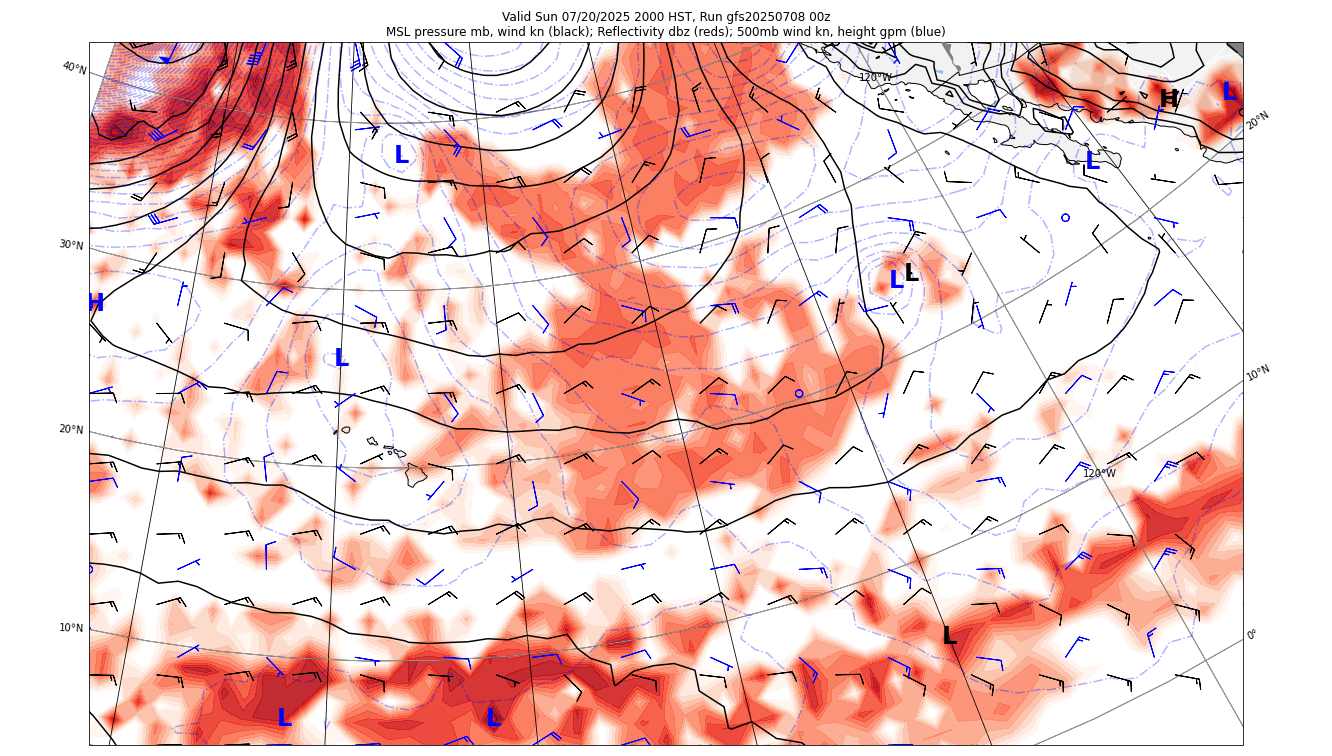 Valid Sun 07/20/2025 2000 HST, Run gfs20250708 00z
MSL pressure mb, wind kn (black); Reflectivity dbz (reds); 500mb wind kn, height gpm (blue)
40°N
120°W
H
L
20°N
L
L
30°N
L
L
H
L
10°N
20°N
120°W
10°N
L
0°
L
L